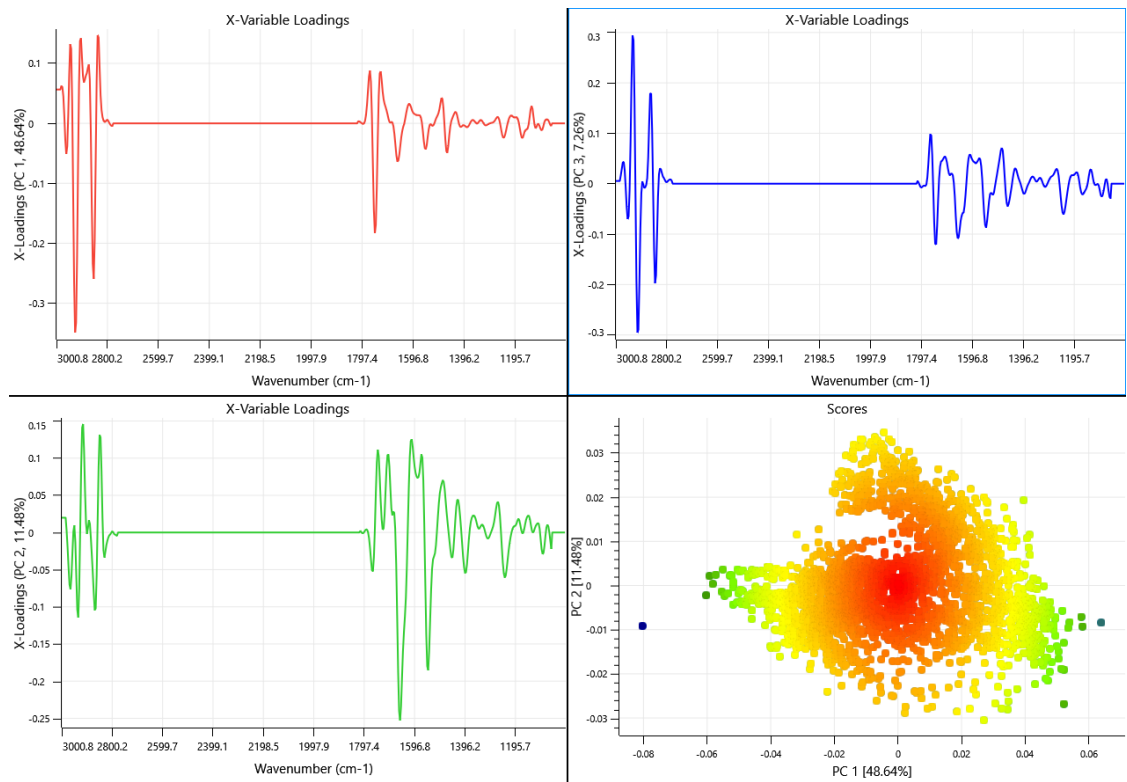 X-Variable Loadings
X-Loadings (PC 1, 48.64%)
0.1
0
-0.1
-0.2
-0.3
3000.8 2800.2 2599.7 2399.1 2198.5 1997.9 1797.4 1596.8 1396.2 1195.7
Wavenumber (cm-1)
X-Variable Loadings
X-Loadings (PC 3, 7.26%)
0.3
0.2
0.1
0
-0.1
-0.2
-0.3
3000.8 2800.2 2599.7 2399.1 2198.5 1997.9 1797.4 1596.8 1396.2 1195.7
Wavenumber (cm-1)
X-Variable Loadings
X-Loadings (PC 2, 11.48%)
0.15
0.1
0.05
0
-0.05
-0.1
-0.15
-0.2
-0.25
3000.8 2800.2 2599.7 2399.1 2198.5 1997.9 1797.4 1596.8 1396.2 1195.7
Wavenumber (cm-1)
Scores
PC 2 [11.48%]
0.03
0.02
0.01
0
-0.01
-0.02
-0.03
-0.08 -0.06 -0.04 -0.02 0 0.02 0.04 0.06
PC 1 [48.64%]